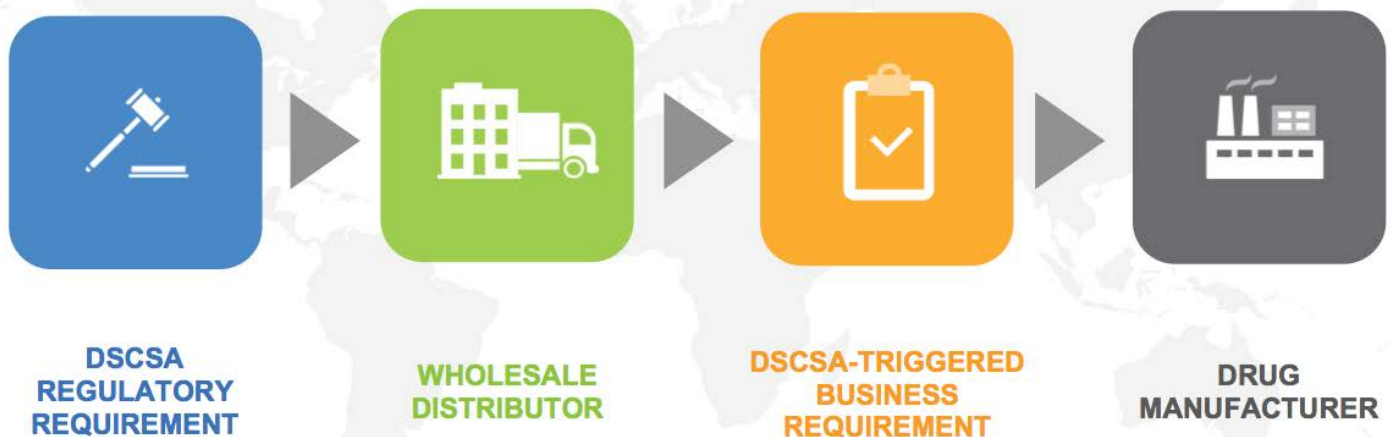 DSCSA
REGULATORY
REQUIREMENT
WHOLESALE
DISTRIBUTOR
DSCSA-TRIGGERED
BUSINESS
REQUIREMENT
DRUG
MANUFACTURER